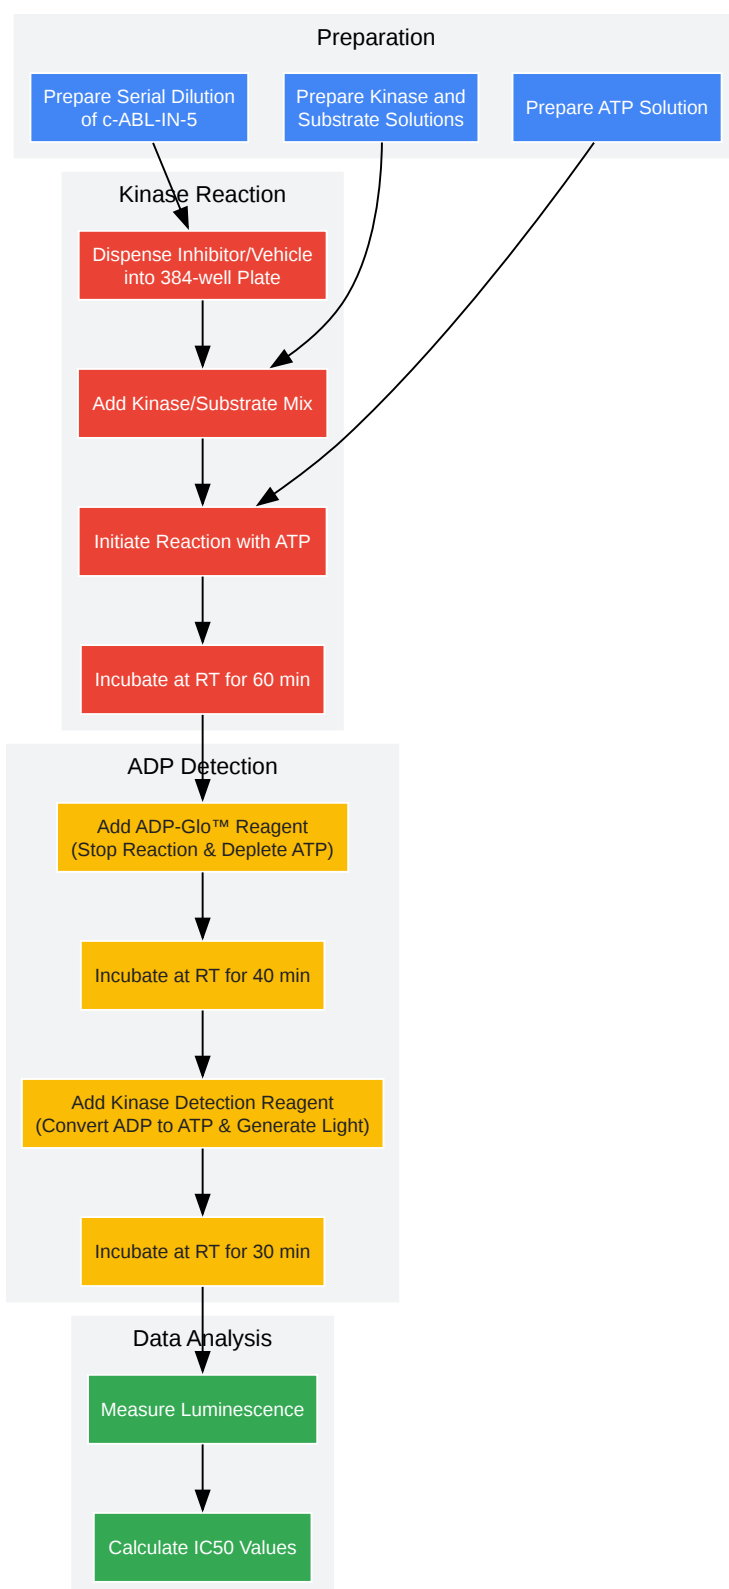 Preparation
Prepare Serial Dilution
of c-ABL-IN-5
Prepare Kinase and
Substrate Solutions
Prepare ATP Solution
Kinase Reaction
Dispense Inhibitor/Vehicle
into 384-well Plate
Add Kinase/Substrate Mix
Initiate Reaction with ATP
Incubate at RT for 60 min
ADP Detection
Add ADP-Glo™ Reagent
(Stop Reaction & Deplete ATP)
Incubate at RT for 40 min
Add Kinase Detection Reagent
(Convert ADP to ATP & Generate Light)
Incubate at RT for 30 min
Data Analysis
Measure Luminescence
Calculate IC50 Values